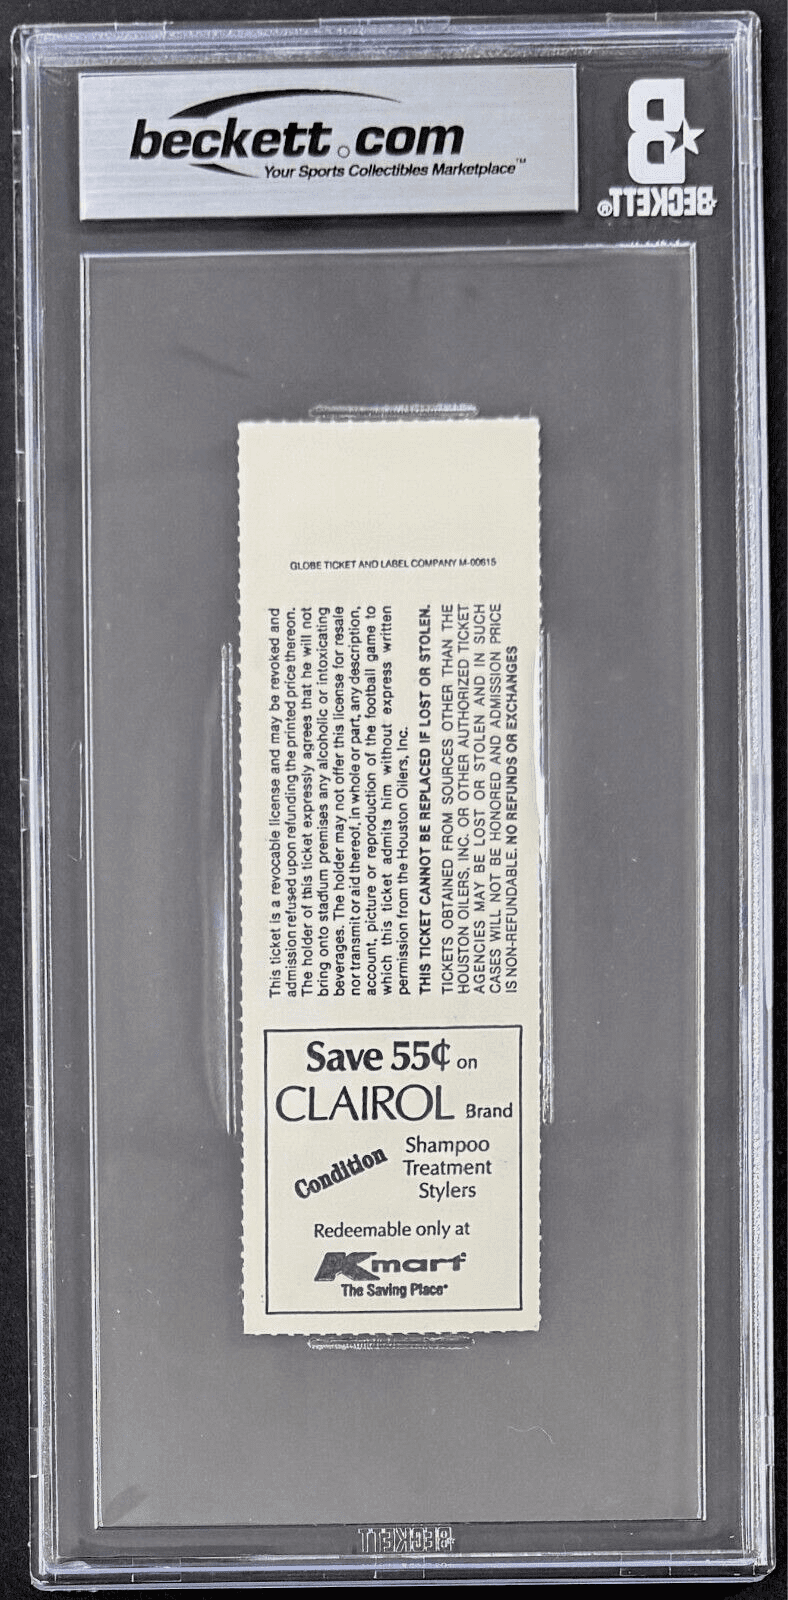 beckett.com
Your Sports Collectibles Marketplace™
B
BECKETT®
GLOBE TICKET AND LABEL COMPANY M-00615
This ticket is a revocable license and may be revoked and
admission refused upon refunding the printed price thereon.
The holder of this ticket expressly agrees that he will not
bring onto stadium premises any alcoholic or intoxicating
beverages. The holder may not offer this license for resale
nor transmit or aid thereof, in whole or part, any description,
account, picture or reproduction of the football game to
which this ticket admits him without express written
permission from the Houston Oilers, Inc.
THIS TICKET CANNOT BE REPLACED IF LOST OR STOLEN.
TICKETS OBTAINED FROM SOURCES OTHER THAN THE
HOUSTON OILERS, INC. OR OTHER AUTHORIZED TICKET
AGENCIES MAY BE LOST OR STOLEN AND IN SUCH
CASES WILL NOT BE HONORED AND ADMISSION PRICE
IS NON-REFUNDABLE. NO REFUNDS OR EXCHANGES
Save 55¢ on
CLAIROL Brand
Condition
Shampoo
Treatment
Stylers
Redeemable only at
Kmart
The Saving Place®
BECKETT